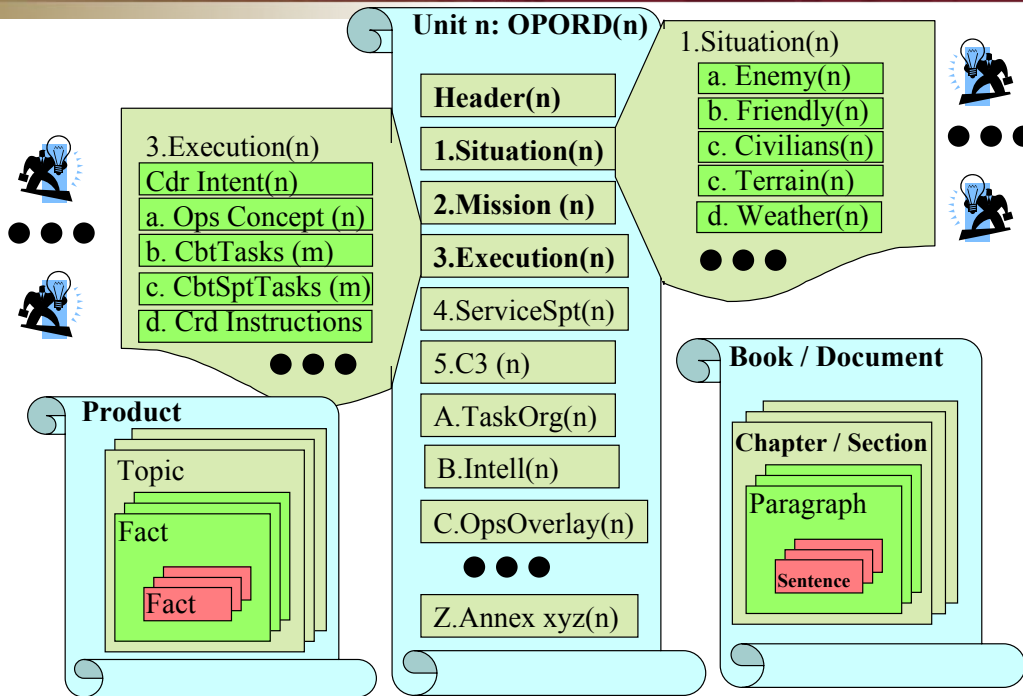 Unit n: OPORD(n)
Header(n)
1.Situation(n)
2.Mission (n)
3.Execution(n)
4.ServiceSpt(n)
5.C3 (n)
A.TaskOrg(n)
B.Intell(n)
C.OpsOverlay(n)
Z.Annex xyz(n)
1.Situation(n)
a. Enemy(n)
b. Friendly(n)
c. Civilians(n)
c. Terrain(n)
d. Weather(n)
3.Execution(n)
Cdr Intent(n)
a. Ops Concept (n)
b. CbtTasks (m)
c. CbtSptTasks (m)
d. Crd Instructions
Product
Topic
Fact
Fact
Book / Document
Chapter / Section
Paragraph
Sentence